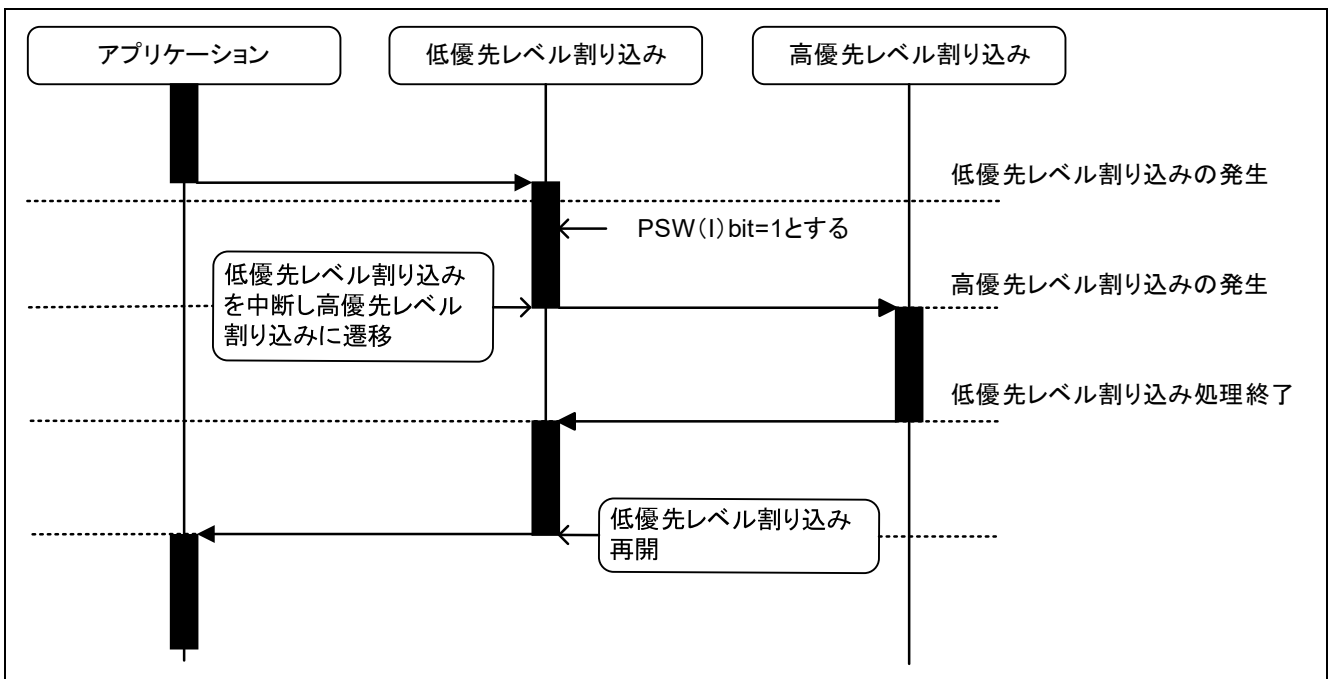 アプリケーション
低優先レベル割り込み
高優先レベル割り込み
低優先レベル割り込みの発生
PSW(I)bit=1とする
低優先レベル割り込み
を中断し高優先レベル
割り込みに遷移
高優先レベル割り込みの発生
低優先レベル割り込み処理終了
低優先レベル割り込み
再開